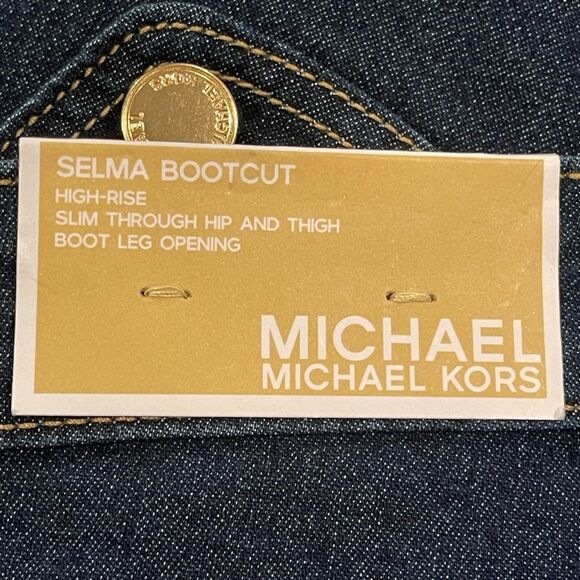 SELMA BOOTCUT
HIGH-RISE
SLIM THROUGH HIP AND THIGH
BOOT LEG OPENING
MICHAEL
MICHAEL KORS